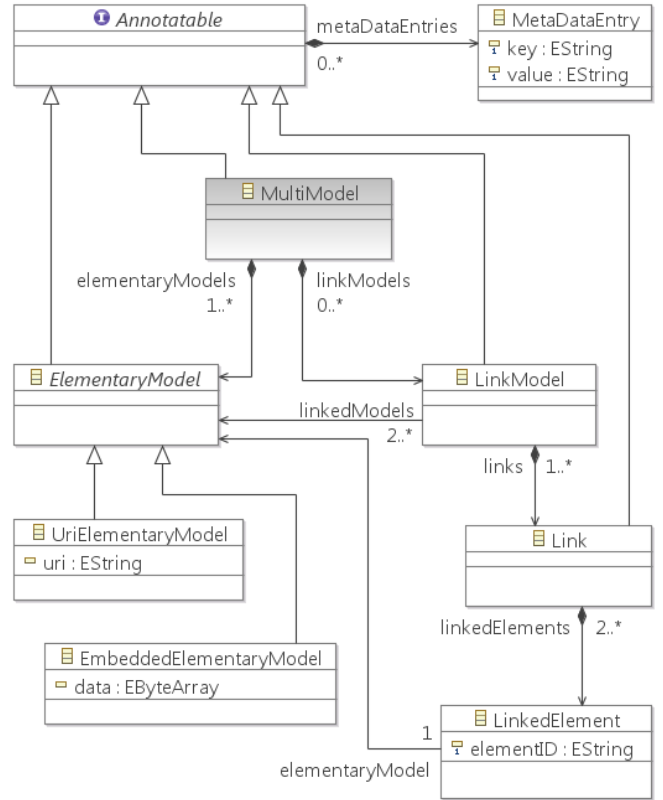 Annotatable
metaDataEntries
0..*
MetaDataEntry
key : EString
value : EString
MultiModel
elementaryModels
1..*
linkModels
0..*
ElementaryModel
LinkModel
linkedModels
2..*
links
1..*
UriElementaryModel
uri : EString
Link
linkedElements
2..*
EmbeddedElementaryModel
data : EByteArray
LinkedElement
elementID : EString
1
elementaryModel